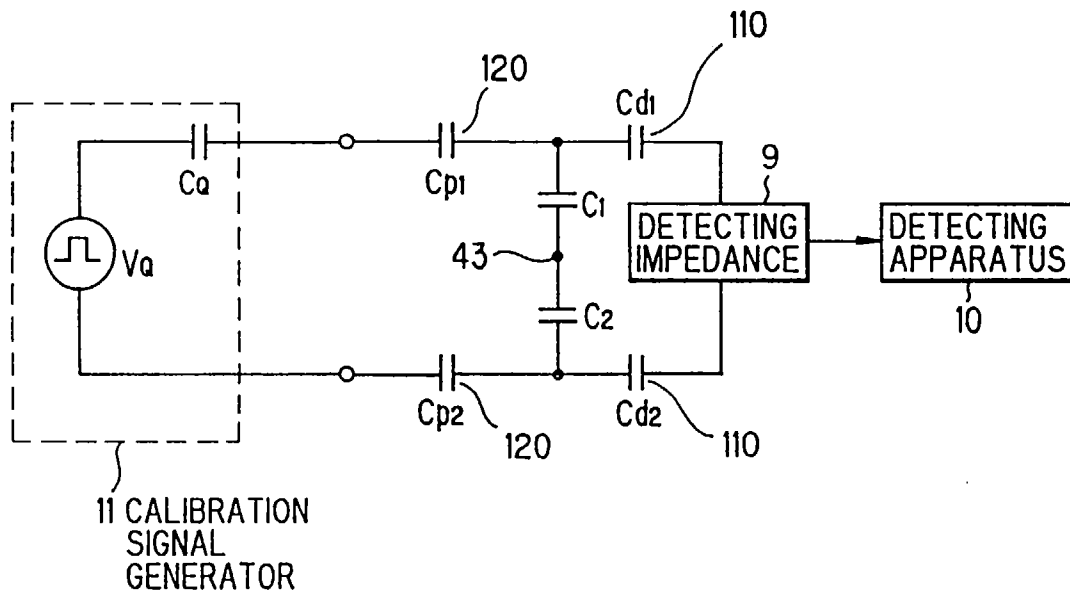 110
120
Cd1
CQ
Cp1
9
C1
DETECTING
IMPEDANCE
DETECTING
APPARATUS
VQ
43
10
C2
Cp2
120
Cd2
110
11 CALIBRATION
SIGNAL
GENERATOR